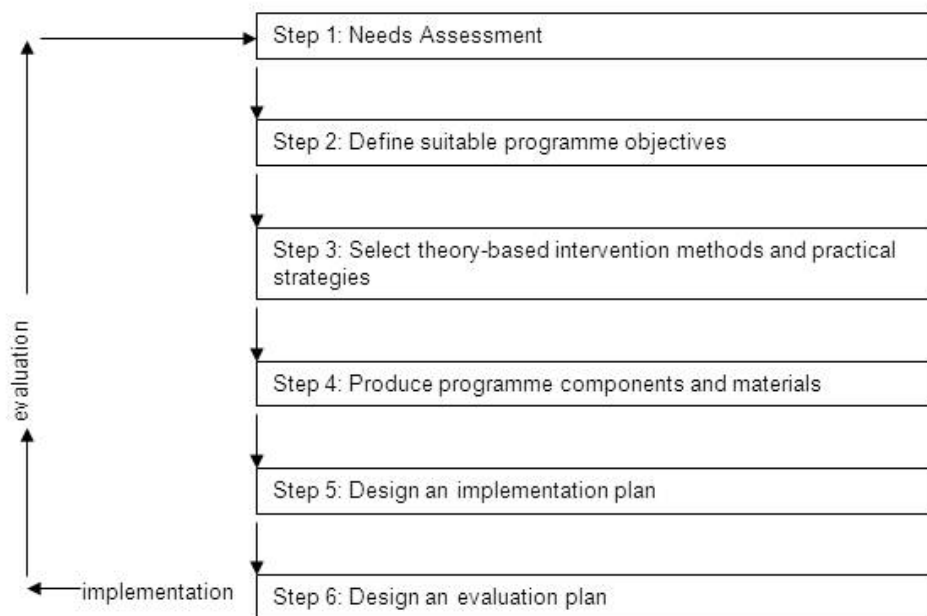 Step 1: Needs Assessment
Step 2: Define suitable programme objectives
Step 3: Select theory-based intervention methods and practical
strategies
Step 4: Produce programme components and materials
Step 5: Design an implementation plan
Step 6: Design an evaluation plan
implementation
evaluation